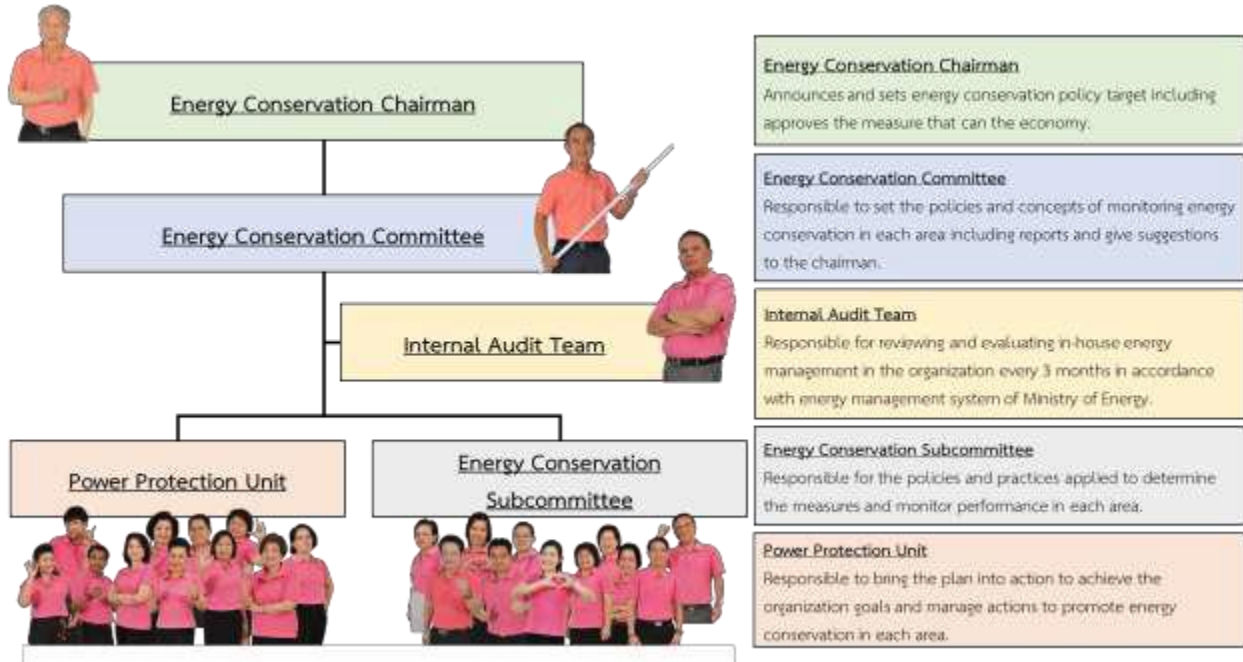 Energy Conservation Chairman
Energy Conservation Committee
Internal Audit Team
Power Protection Unit
Energy Conservation
Subcommittee
Energy Conservation Chairman
Announces and sets energy conservation policy target including
approves the measure that can the economy.
Energy Conservation Committee
Responsible to set the policies and concepts of monitoring energy
conservation in each area including reports and give suggestions
to the chairman.
Internal Audit Team
Responsible for reviewing and evaluating in-house energy
management in the organization every 3 months in accordance
with energy management system of Ministry of Energy.
Energy Conservation Subcommittee
Responsible for the policies and practices applied to determine
the measures and monitor performance in each area.
Power Protection Unit
Responsible to bring the plan into action to achieve the
organization goals and manage actions to promote energy
conservation in each area.